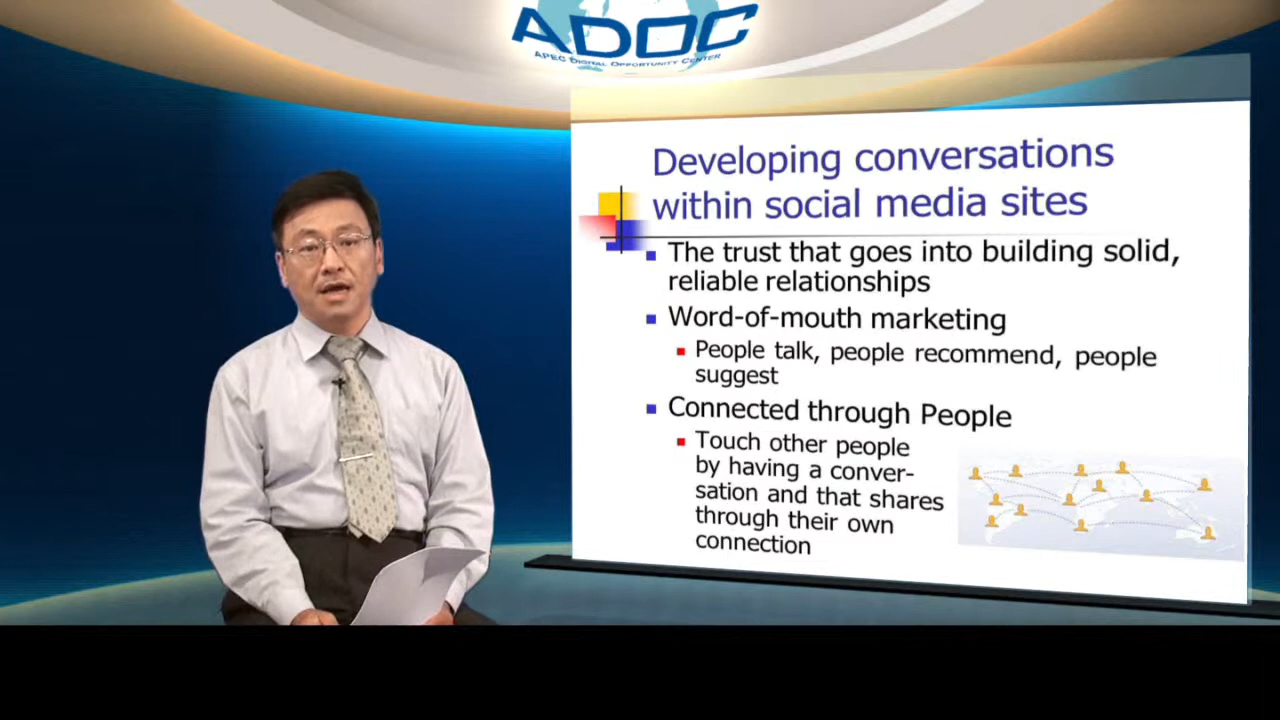 ADOC
APEC DIGITAL OPPORTUNITY CENTER
Developing conversations
within social media sites
The trust that goes into building solid,
reliable relationships
Word-of-mouth marketing
People talk, people recommend, people
suggest
Connected through People
Touch other people
by having a conver-
sation and that shares
through their own
connection